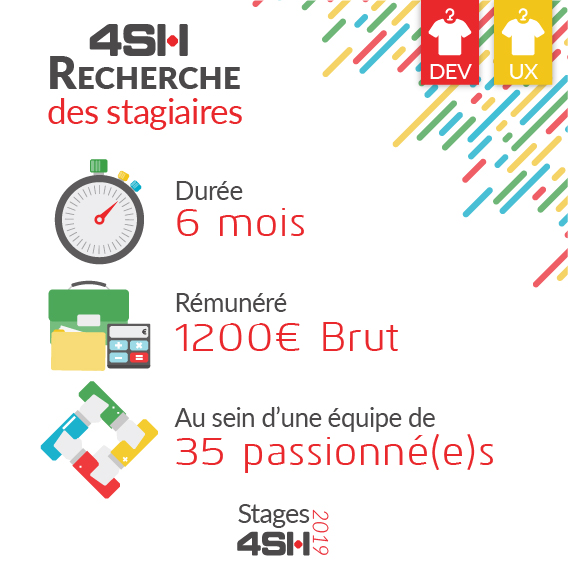 4SH
RECHERCHE
des stagiaires
DEV
UX
Durée
6 mois
Rémunéré
1200€ Brut
€
Au sein d’une équipe de
35 passionné(e)s
Stages
2019
4SH